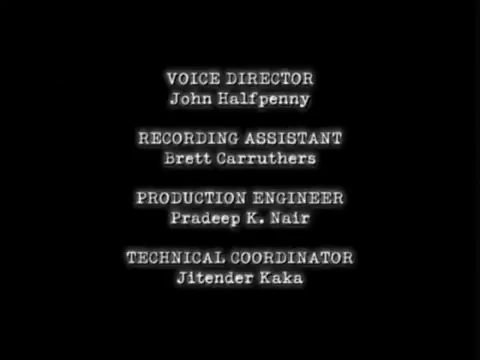 VOICE DIRECTOR
John Halfpenny
RECORDING ASSISTANT
Brett Carruthers
PRODUCTION ENGINEER
Pradeep K. Nair
TECHNICAL COORDINATOR
Jitender Kaka